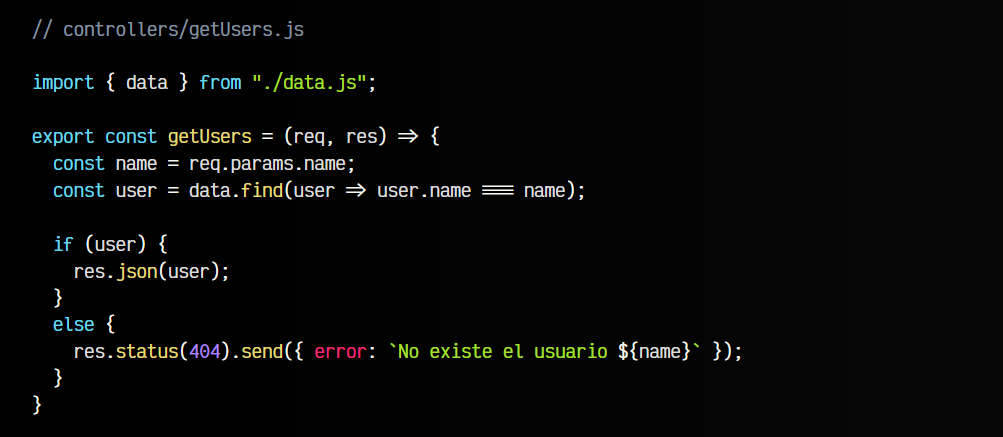 // controllers/getUsers.js
import { data } from "./data.js";
export const getUsers = (req, res) => {
const name = req.params.name;
const user = data.find(user => user.name === name);
if (user) {
res.json(user);
}
else {
res.status(404).send({ error: `No existe el usuario ${name}` });
}
}